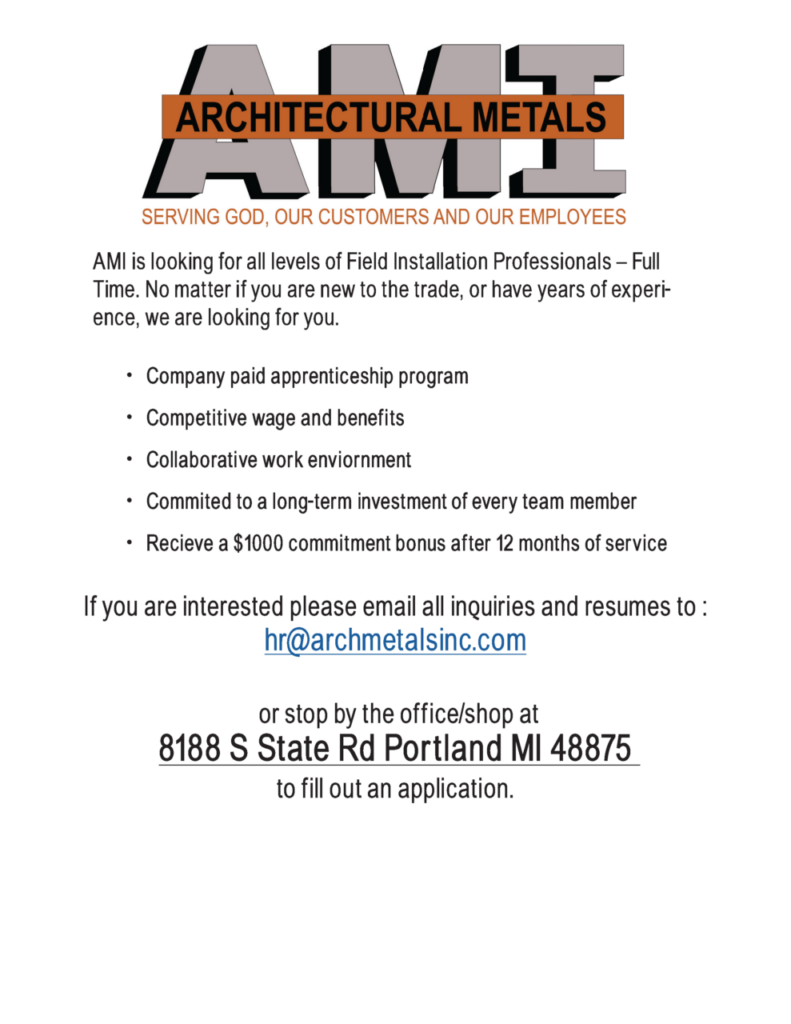 AMI
ARCHITECTURAL METALS
SERVING GOD, OUR CUSTOMERS AND OUR EMPLOYEES
AMI is looking for all levels of Field Installation Professionals – Full
Time. No matter if you are new to the trade, or have years of experi-
ence, we are looking for you.
• Company paid apprenticeship program
• Competitive wage and benefits
• Collaborative work enviornment
• Commited to a long-term investment of every team member
• Recieve a $1000 commitment bonus after 12 months of service
If you are interested please email all inquiries and resumes to :
hr@archmetalsinc.com
or stop by the office/shop at
8188 S State Rd Portland MI 48875
to fill out an application.